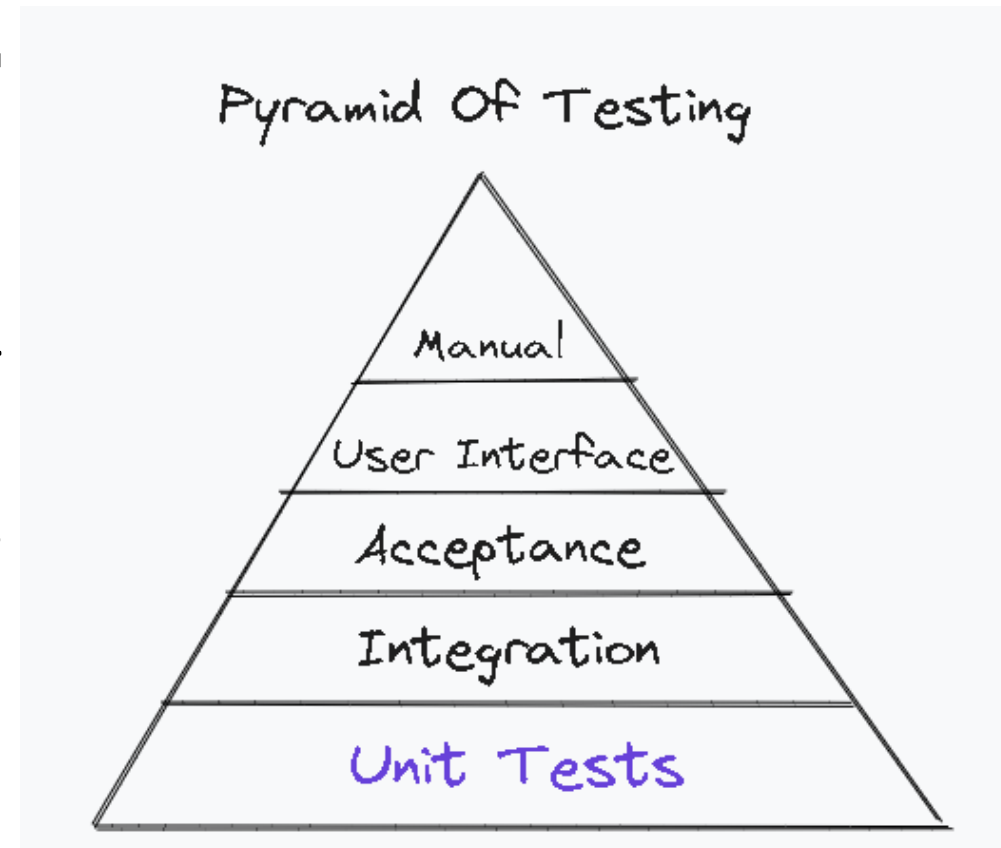 Pyramid Of Testing
Manual
User Interface
Acceptance
Integration
Unit Tests